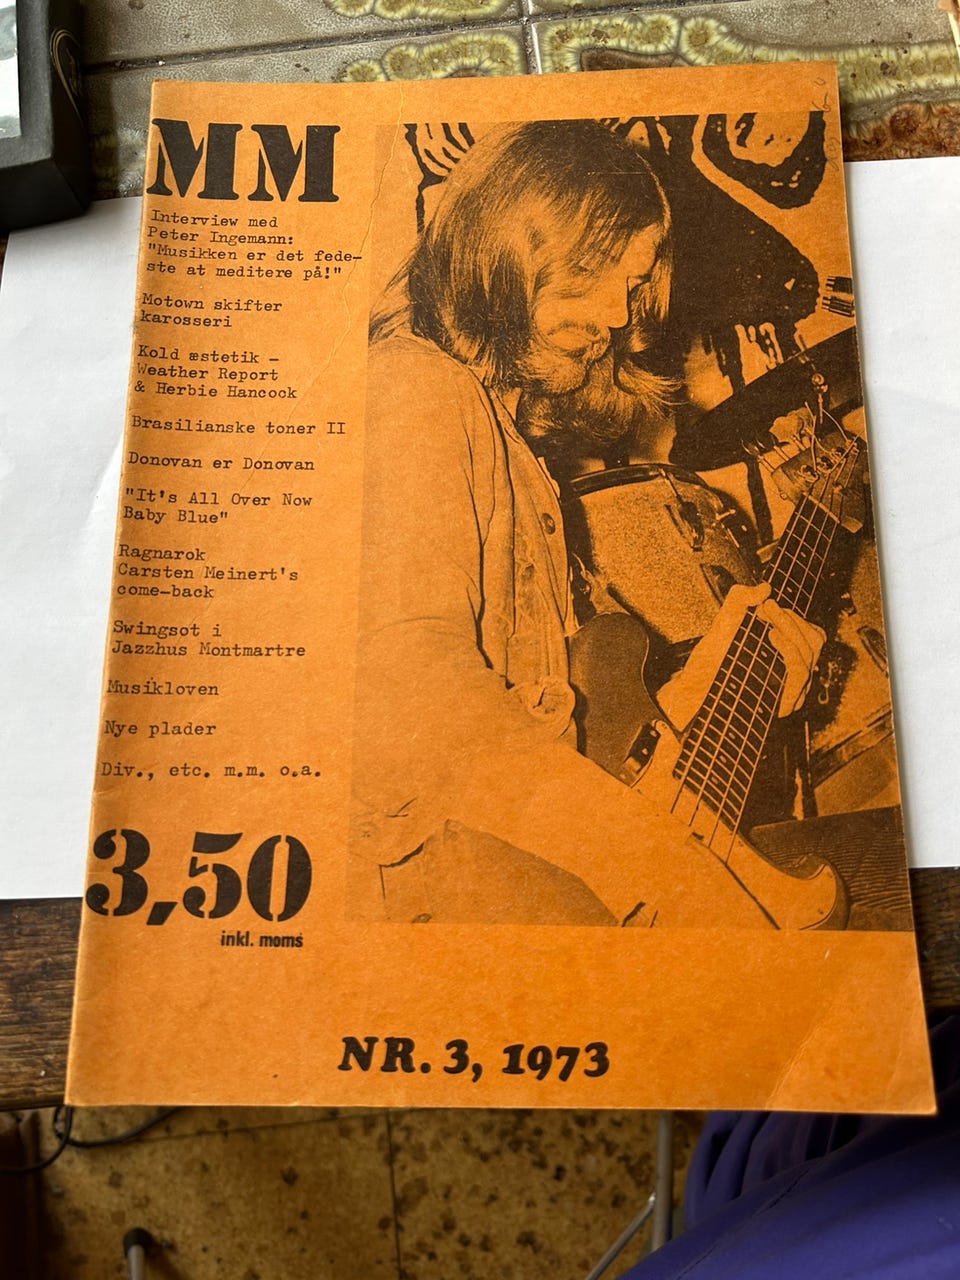 MM
Interview med
Peter Ingemann:
"Musikken er det fede-
ste at meditere på!"
Motown skifter
karosseri
Kold æstetik -
Weather Report
& Herbie Hancock
Brasilianske toner II
Donovan er Donovan
"It's All Over Now
Baby Blue"
Ragnarok
Carsten Meinert's
come-back
Swingsot i
Jazzhus Montmartre
Musikloven
Nye plader
Div., etc. m.m. o.a.
3,50
inkl. moms
NR. 3, 1973